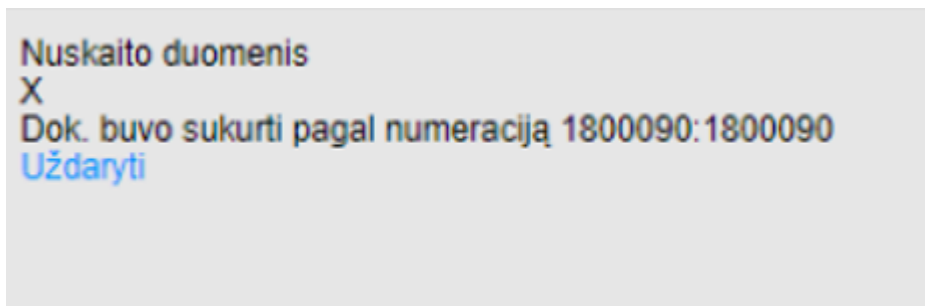 Nuskaito duomenis
X
Dok. buvo sukurti pagal numeraciją 1800090:1800090
Uždaryti